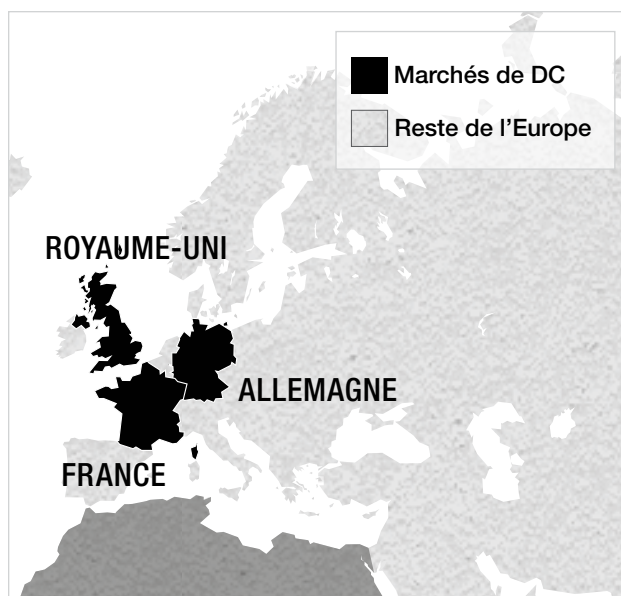 Marchés de DC
Reste de l’Europe
ROYAUME-UNI
ALLEMAGNE
FRANCE